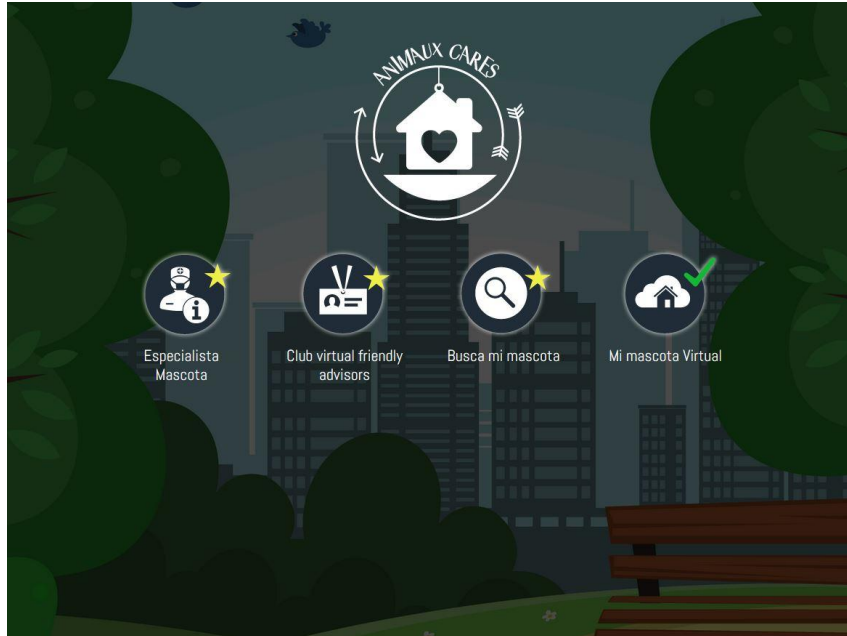 ANIMAUX CARES
Especialista
Mascota
Club virtual friendly
advisors
Busca mi mascota
Mi mascota Virtual